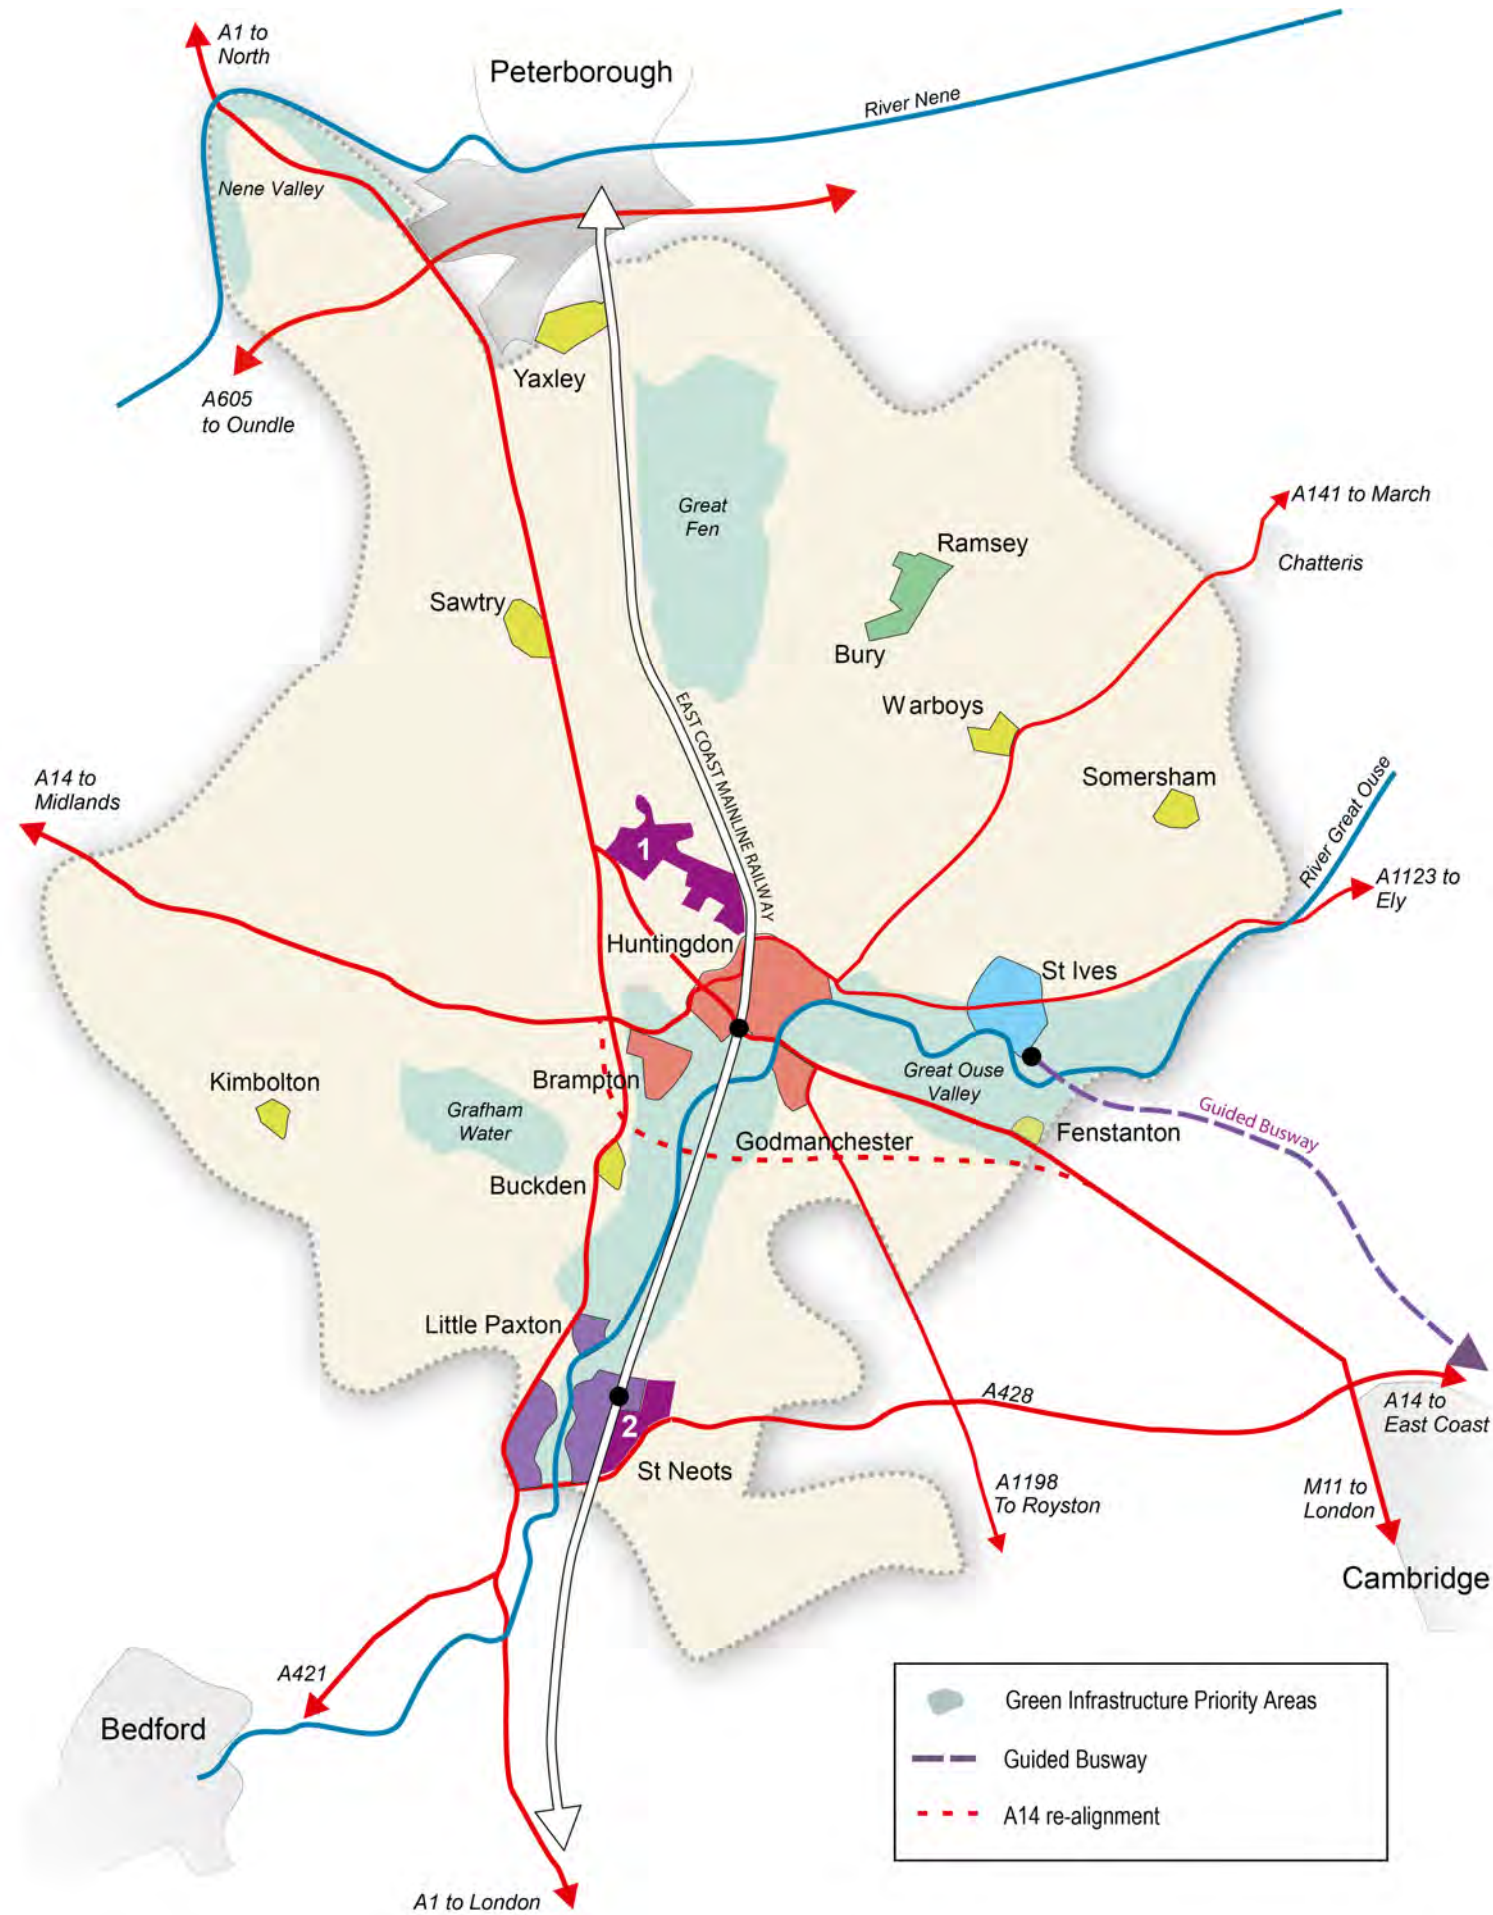 A1 to
North
Peterborough
River Nene
Nene Valley
A605
to Oundle
Yaxley
Great
Fen
A141 to March
Chatteris
Ramsey
Bury
Sawtry
Warboys
EAST COAST MAINLINE RAILWAY
Somersham
River Great Ouse
A14 to
Midlands
1
A1123 to
Ely
Huntingdon
St Ives
Kimbolton
Brampton
Great Ouse
Valley
Grafham
Water
Guided Busway
Godmanchester
Fenstanton
Buckden
Little Paxton
A428
A14 to
East Coast
2
St Neots
A1198
To Royston
M11 to
London
Cambridge
A421
Bedford
Green Infrastructure Priority Areas
Guided Busway
A14 re-alignment
A1 to London